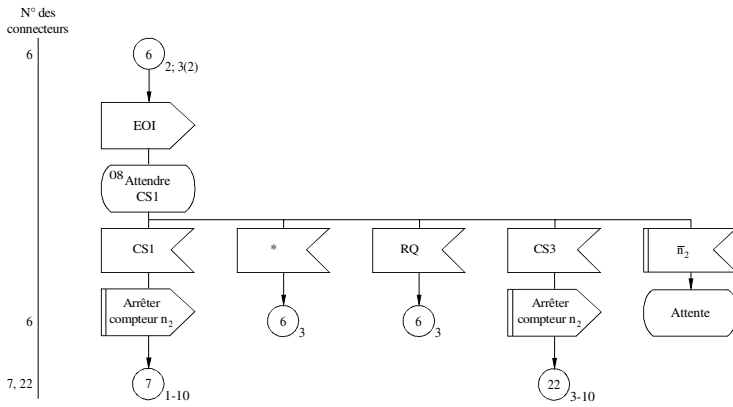 N° des
connecteurs
6
6
2; 3(2)
EOI
08 Attendre
CS1
CS1
*
RQ
CS3
n̅₂
6
Arrêter
compteur n₂
6
3
6
3
Arrêter
compteur n₂
Attente
7, 22
7
1-10
22
3-10